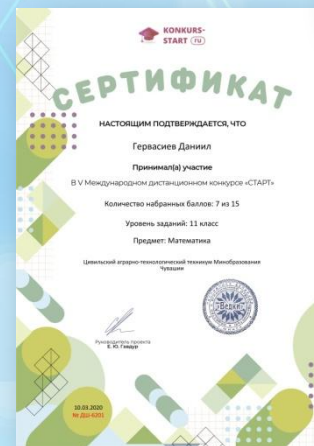 KONKURS-
START RU
СЕРТИФИКАТ
НАСТОЯЩИМ ПОДТВЕРЖДАЕТСЯ, ЧТО
Гервасиев Даниил
Принимал(а) участие
В V Международном дистанционном конкурсе «СТАРТ»
Количество набранных баллов: 7 из 15
Уровень заданий: 11 класс
Предмет: Математика
Цивильский аграрно-технологический техникум Минобразования
Чувашии
Руководитель проекта
10.03.2020